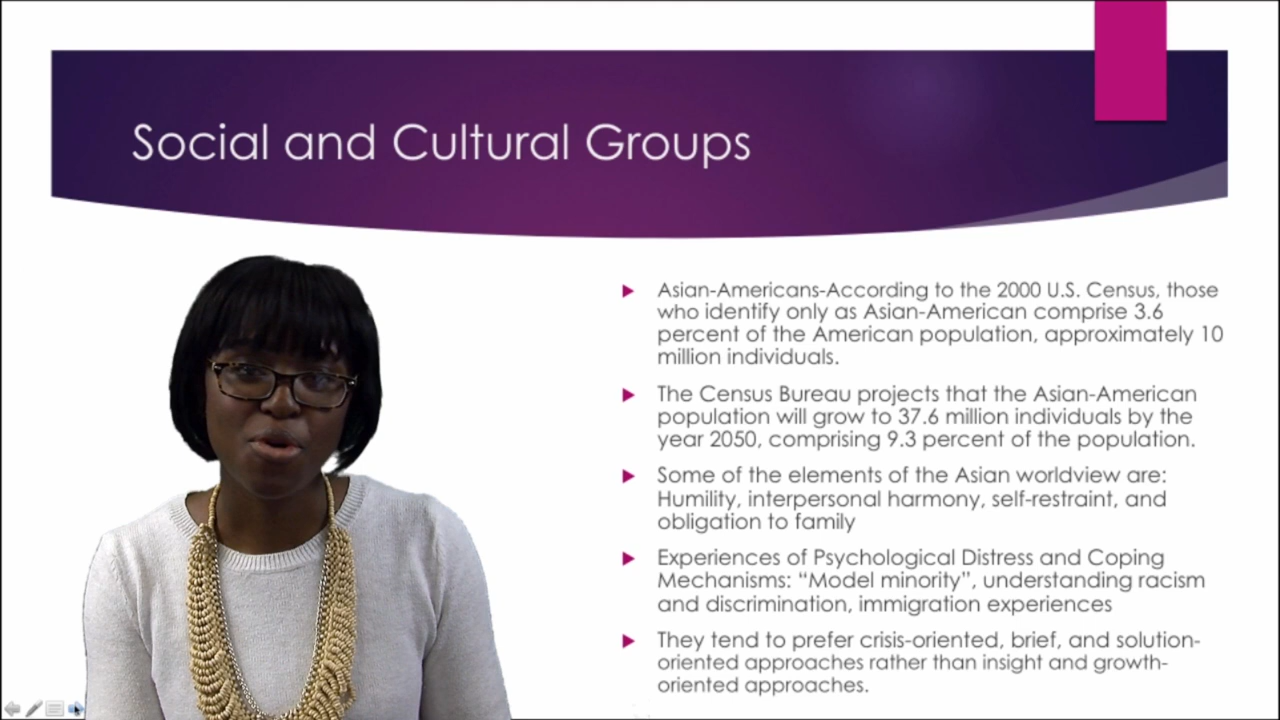 Social and Cultural Groups
Asian-Americans-According to the 2000 U.S. Census, those
who identify only as Asian-American comprise 3.6
percent of the American population, approximately 10
million individuals.
The Census Bureau projects that the Asian-American
population will grow to 37.6 million individuals by the
year 2050, comprising 9.3 percent of the population.
Some of the elements of the Asian worldview are:
Humility, interpersonal harmony, self-restraint, and
obligation to family
Experiences of Psychological Distress and Coping
Mechanisms: “Model minority”, understanding racism
and discrimination, immigration experiences
They tend to prefer crisis-oriented, brief, and solution-
oriented approaches rather than insight and growth-
oriented approaches.